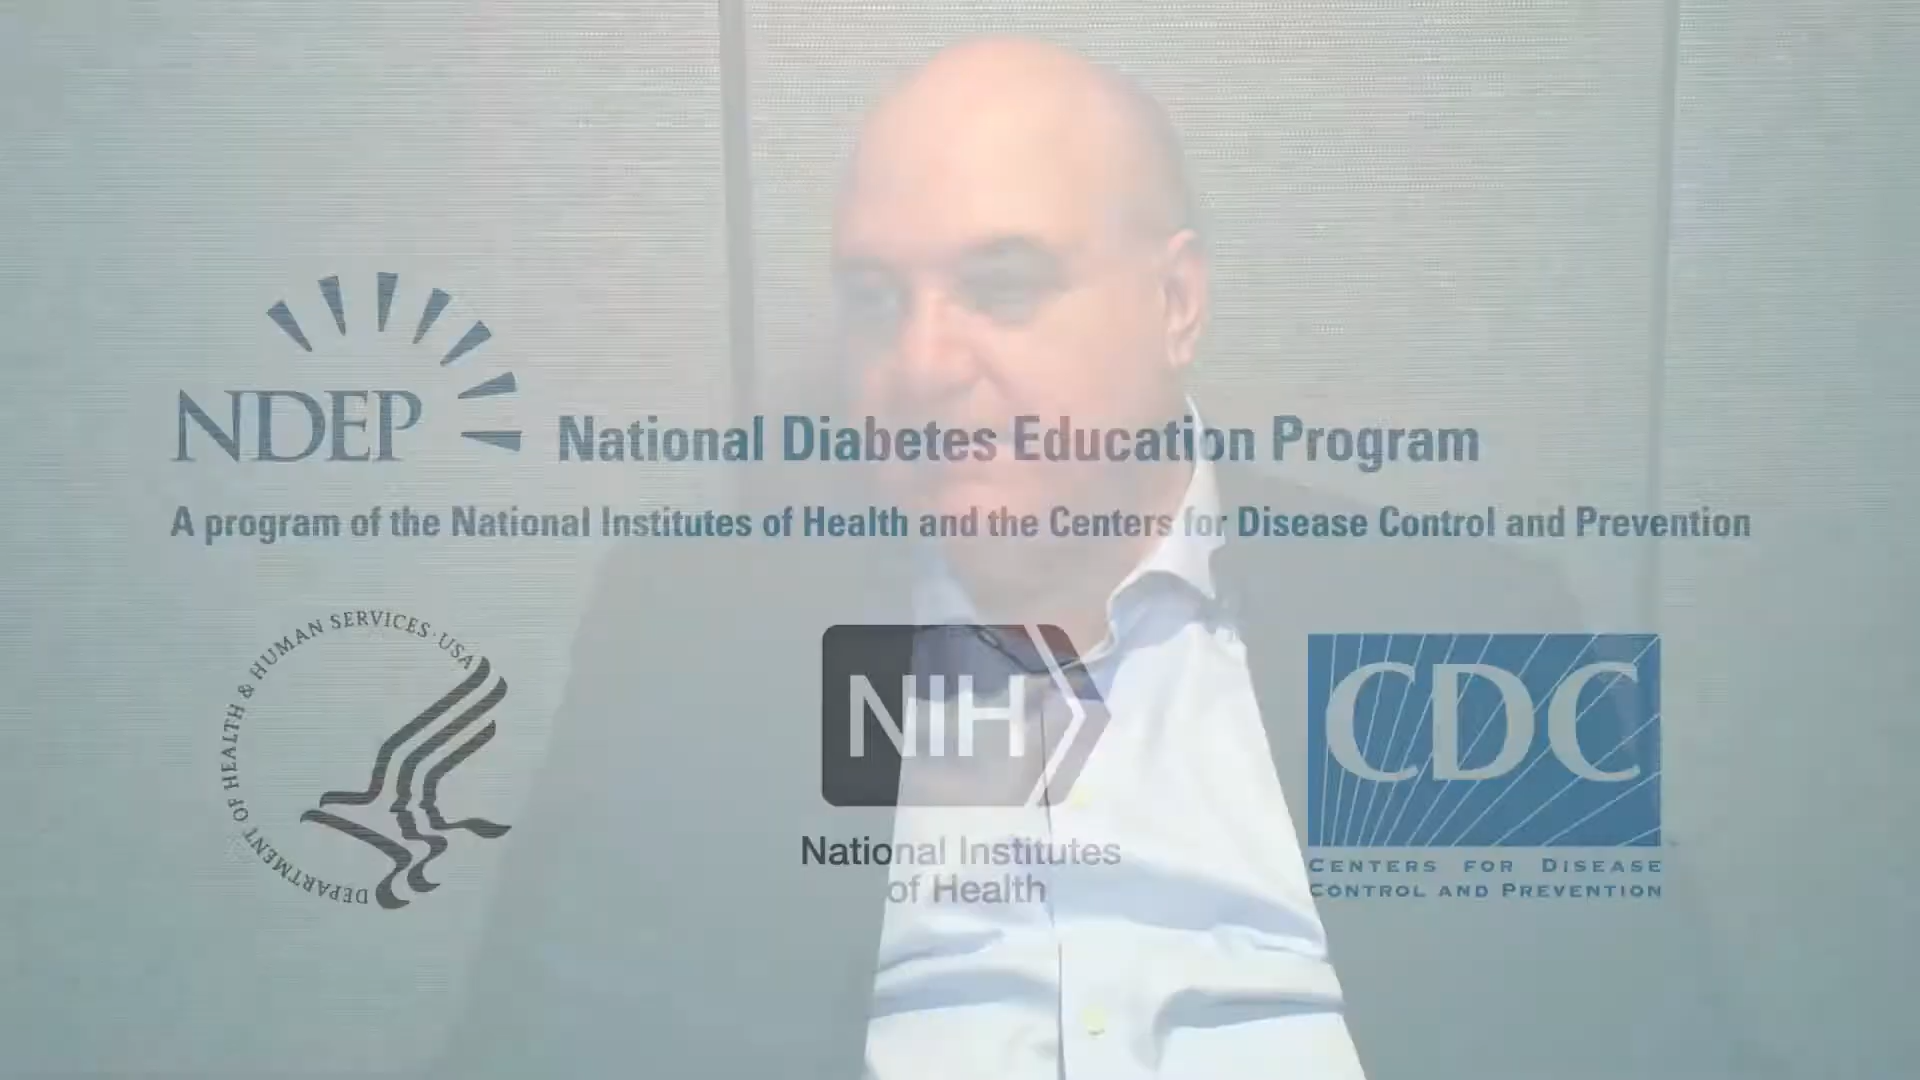 NDEP
National Diabetes Education Program
A program of the National Institutes of Health and the Centers for Disease Control and Prevention
DEPARTMENT OF HEALTH & HUMAN SERVICES · USA
NIH
National Institutes
of Health
CDC
CENTERS FOR DISEASE
CONTROL AND PREVENTION